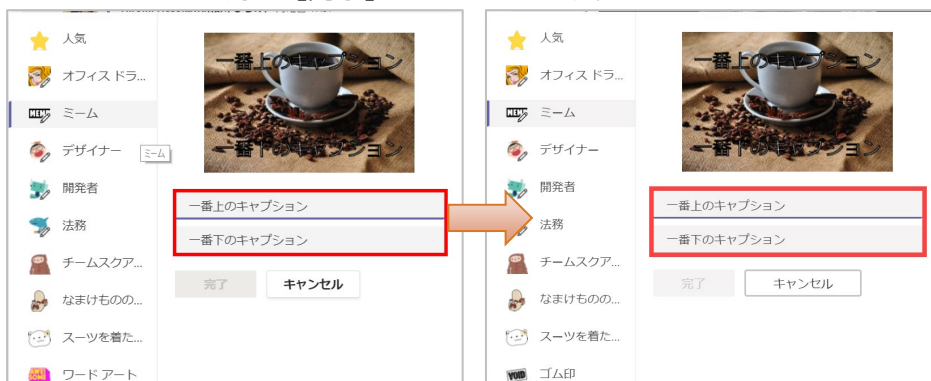 人気
オフィスドラ...
ミーム
デザイナー
ミーム
開発者
法務
チームスクア...
なまけものの...
スーツを着た...
ワード アート
一番上のキャプション
一番下のキャプション
一番上のキャプション
一番下のキャプション
完了
キャンセル
人気
オフィスドラ...
ミーム
デザイナー
開発者
法務
チームスクア...
なまけものの...
スーツを着た...
VOID
ゴム印
一番上のキャプション
一番下のキャプション
一番上のキャプション
一番下のキャプション
完了
キャンセル